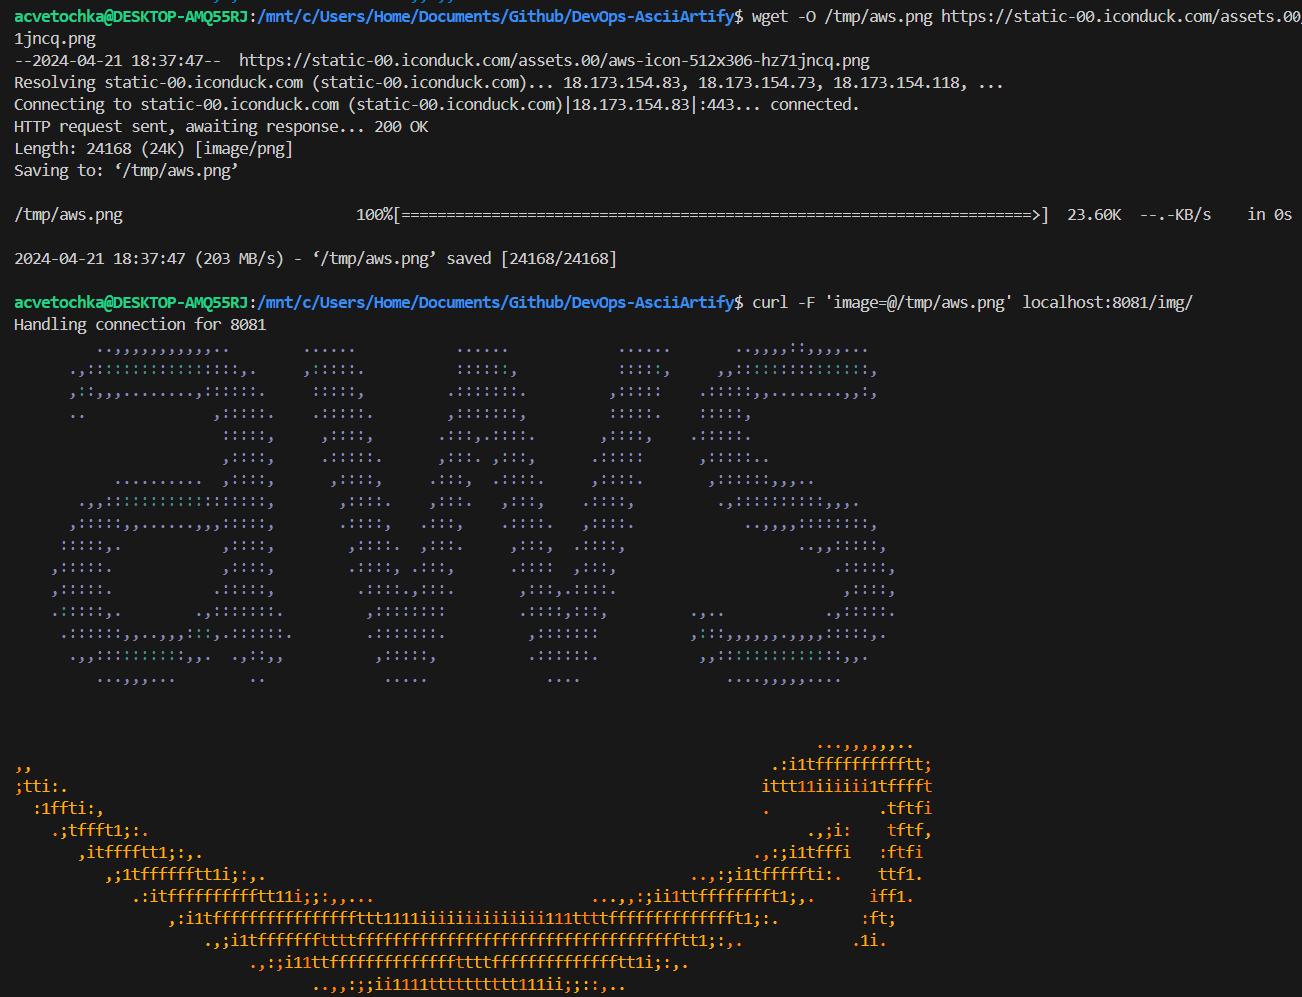 acvetochka@DESKTOP-AMQ55RJ:/mnt/c/Users/Home/Documents/Github/DevOps-AsciiArtify$ wget -O /tmp/aws.png https://static-00.iconduck.com/assets.00/
1jncq.png
--2024-04-21 18:37:47--  https://static-00.iconduck.com/assets.00/aws-icon-512x306-hz71jncq.png
Resolving static-00.iconduck.com (static-00.iconduck.com)... 18.173.154.83, 18.173.154.73, 18.173.154.118, ...
Connecting to static-00.iconduck.com (static-00.iconduck.com)|18.173.154.83|:443... connected.
HTTP request sent, awaiting response... 200 OK
Length: 24168 (24K) [image/png]
Saving to: ‘/tmp/aws.png’
/tmp/aws.png                          100%[======================================================================>]  23.60K  --.-KB/s    in 0s
2024-04-21 18:37:47 (203 MB/s) - ‘/tmp/aws.png’ saved [24168/24168]
acvetochka@DESKTOP-AMQ55RJ:/mnt/c/Users/Home/Documents/Github/DevOps-AsciiArtify$ curl -F 'image=@/tmp/aws.png' localhost:8081/img/
Handling connection for 8081
aws